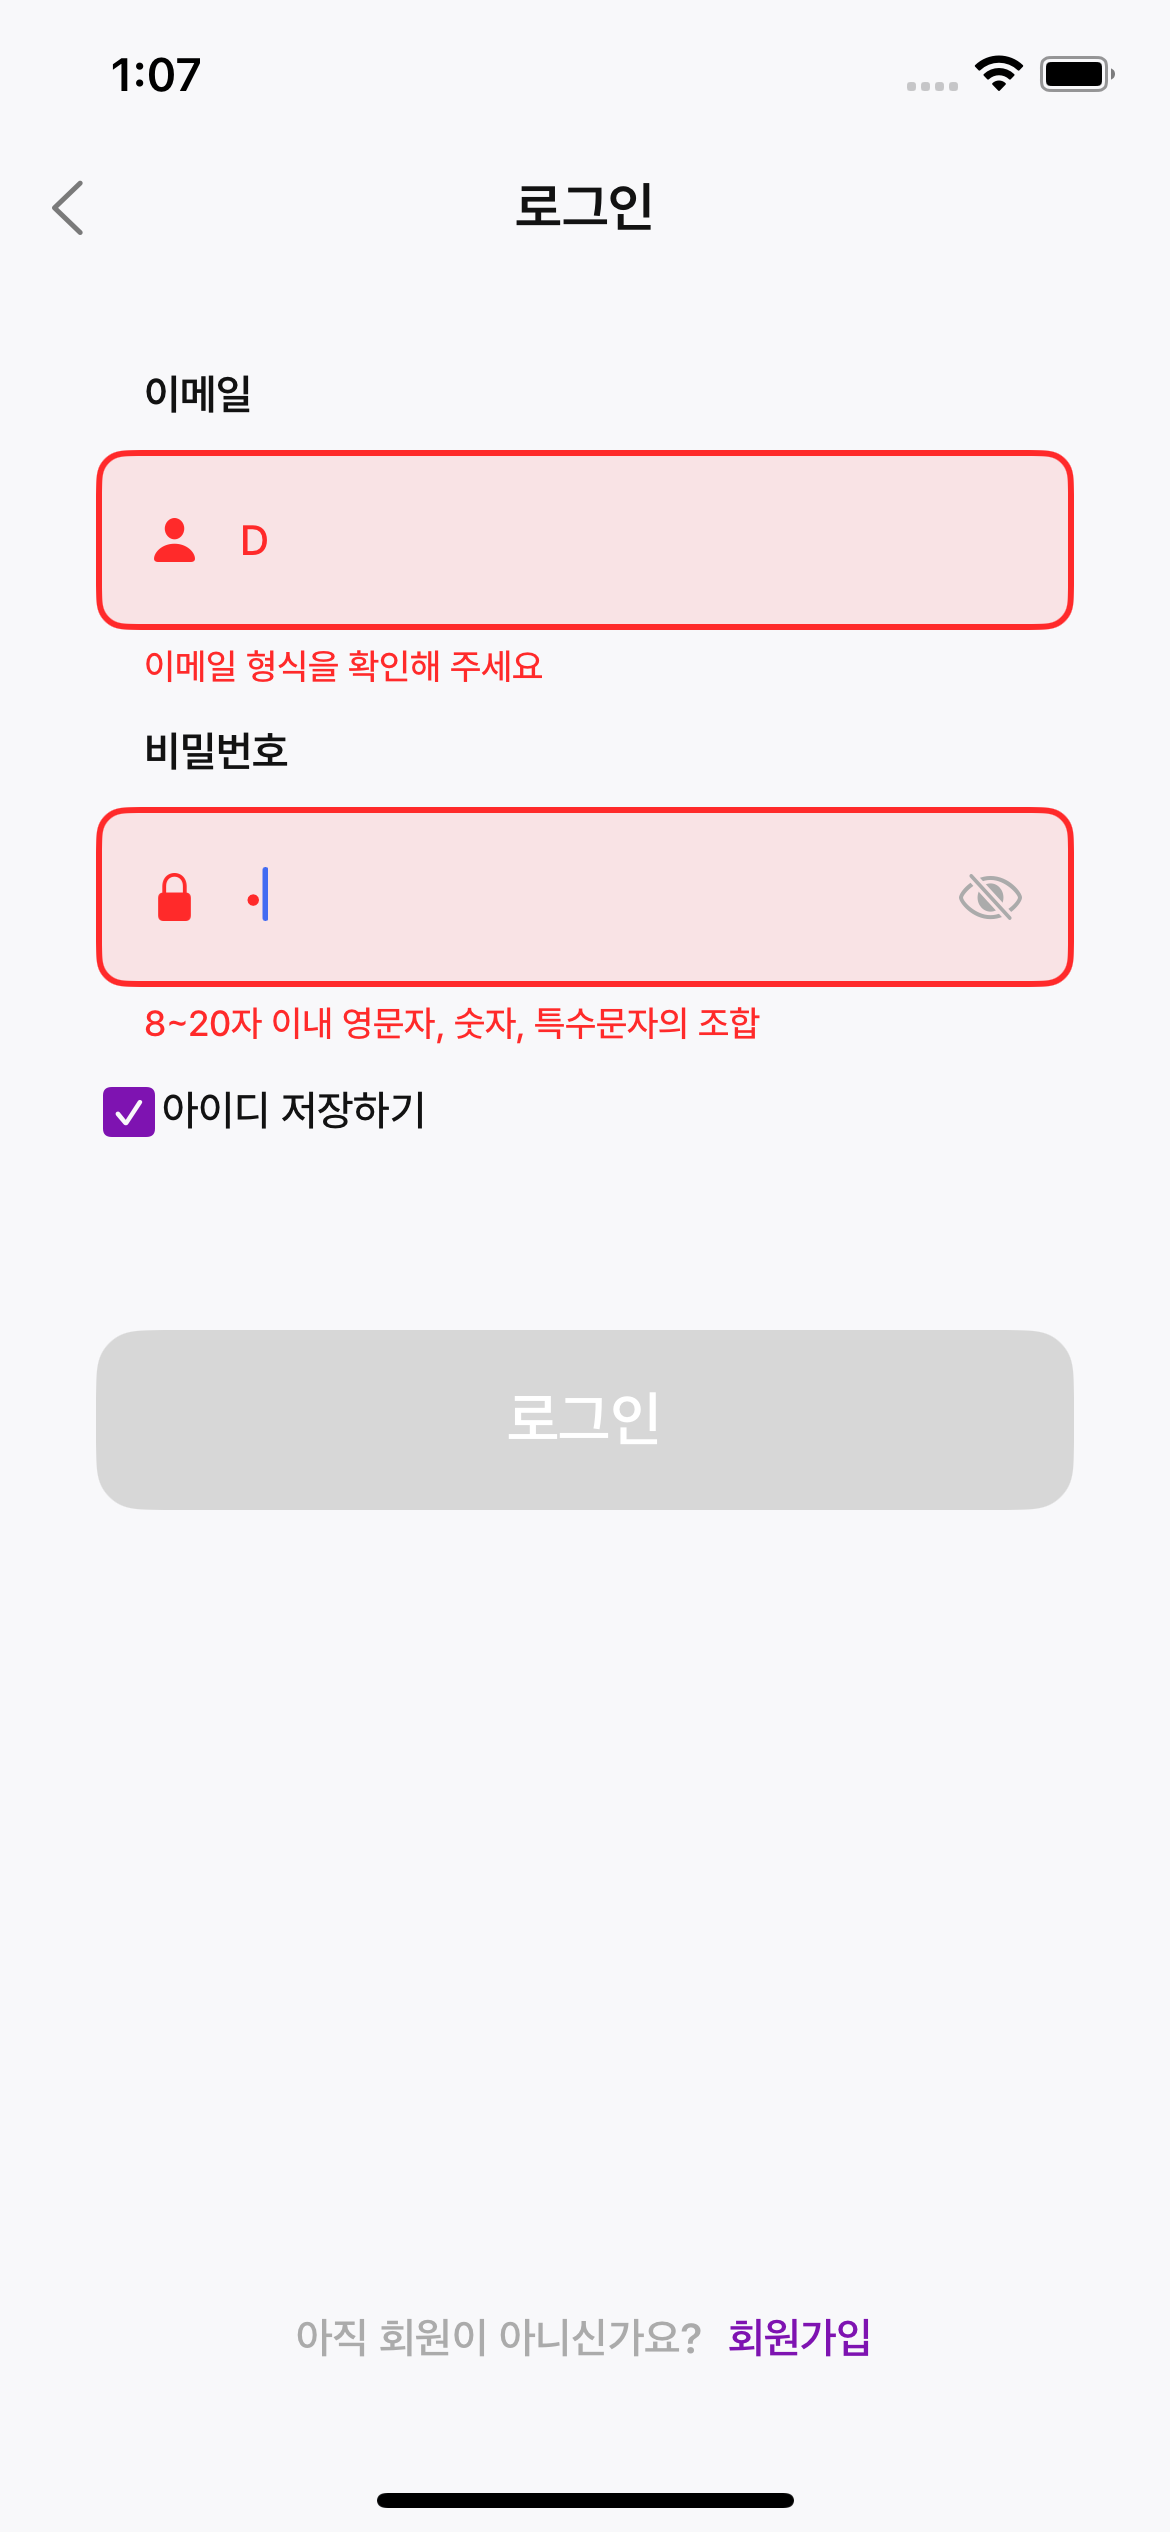 1:07
로그인
이메일
D
이메일 형식을 확인해 주세요
비밀번호
8~20자 이내 영문자, 숫자, 특수문자의 조합
아이디 저장하기
로그인
아직 회원이 아니신가요? 회원가입